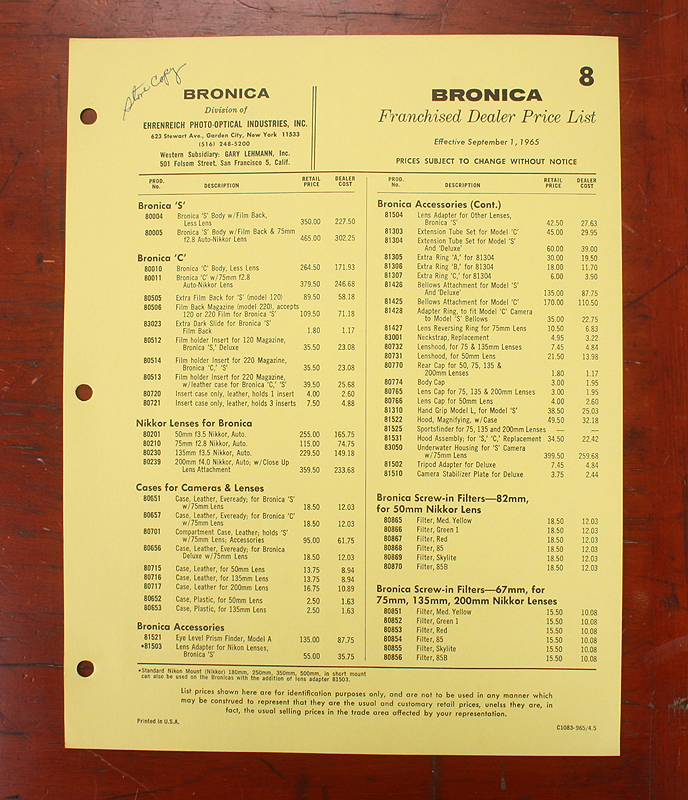 Store Copy
BRONICA
Division of
EHRENREICH PHOTO-OPTICAL INDUSTRIES, INC.
623 Stewart Ave., Garden City, New York 11533
(516) 248-5200
Western Subsidiary: GARY LEHMANN, Inc.
501 Folsom Street, San Francisco 5, Calif.
8
BRONICA
Franchised Dealer Price List
Effective September 1, 1965
PRICES SUBJECT TO CHANGE WITHOUT NOTICE
PROD. No. DESCRIPTION RETAIL PRICE DEALER COST
Bronica 'S'
80004 Bronica 'S' Body w/Film Back,
Less Lens 350.00 227.50
80005 Bronica 'S' Body w/Film Back & 75mm
f2.8 Auto-Nikkor Lens 465.00 302.25
Bronica 'C'
80010 Bronica 'C' Body, Less Lens 264.50 171.93
80011 Bronica 'C' w/75mm f2.8
Auto-Nikkor Lens 379.50 246.68
80505 Extra Film Back for 'S' (model 120) 89.50 58.18
80506 Film Back Magazine (model 220), accepts
120 or 220 Film for Bronica 'S' 109.50 71.18
83023 Extra Dark Slide for Bronica 'S'
Film Back 1.80 1.17
80512 Film holder Insert for 120 Magazine,
Bronica 'S,' Deluxe 35.50 23.08
80514 Film holder Insert for 220 Magazine,
Bronica 'C,' 'S' 35.50 23.08
80513 Film holder Insert for 220 Magazine,
w/leather case for Bronica 'C,' 'S' 39.50 25.68
80720 Insert case only, leather, holds 1 insert 4.00 2.60
80721 Insert case only, leather, holds 3 inserts 7.50 4.88
Nikkor Lenses for Bronica
80201 50mm f3.5 Nikkor, Auto. 255.00 165.75
80210 75mm f2.8 Nikkor, Auto. 115.00 74.75
80230 135mm f3.5 Nikkor, Auto. 229.50 149.18
80239 200mm f4.0 Nikkor, Auto; w/Close Up
Lens Attachment 359.50 233.68
Cases for Cameras & Lenses
80651 Case, Leather, Eveready; for Bronica 'S'
w/75mm Lens 18.50 12.03
80657 Case, Leather, Eveready; for Bronica 'C'
w/75mm Lens 18.50 12.03
80701 Compartment Case, Leather; holds 'S'
w/75mm Lens; Accessories 95.00 61.75
80656 Case, Leather, Eveready; for Bronica
Deluxe w/75mm Lens 18.50 12.03
80715 Case, Leather, for 50mm Lens 13.75 8.94
80716 Case, Leather for 135mm Lens 13.75 8.94
80717 Case, Leather for 200mm Lens 16.75 10.89
80652 Case, Plastic, for 50mm Lens 2.50 1.63
80653 Case, Plastic, for 135mm Lens 2.50 1.63
Bronica Accessories
81521 Eye Level Prism Finder, Model A 135.00 87.75
*81503 Lens Adapter for Nikon Lenses,
Bronica 'S' 55.00 35.75
PROD. No. DESCRIPTION RETAIL PRICE DEALER COST
Bronica Accessories (Cont.)
81504 Lens Adapter for Other Lenses,
Bronica 'S' 42.50 27.63
81303 Extension Tube Set for Model 'C' 45.00 29.95
81304 Extension Tube Set for Model 'S'
And 'Deluxe' 60.00 39.00
81305 Extra Ring 'A,' for 81304 30.00 19.50
81306 Extra Ring 'B,' for 81304 18.00 11.70
81307 Extra Ring 'C,' for 81304 6.00 3.90
81426 Bellows Attachment for Model 'S'
And 'Deluxe' 135.00 87.75
81425 Bellows Attachment for Model 'C' 170.00 110.50
81428 Adapter Ring, to fit Model 'C' Camera
to Model 'S' Bellows 35.00 22.75
81427 Lens Reversing Ring for 75mm Lens 10.50 6.83
83001 Neckstrap, Replacement 4.95 3.22
80732 Lenshood, for 75 & 135mm Lenses 7.45 4.84
80731 Lenshood, for 50mm Lens 21.50 13.98
80770 Rear Cap for 50, 75, 135 &
200mm Lenses 1.80 1.17
80774 Body Cap 3.00 1.95
80765 Lens Cap for 75, 135 & 200mm Lenses 3.00 1.95
80766 Lens Cap for 50mm Lens 4.00 2.60
81310 Hand Grip Model L, for Model 'S' 38.50 25.03
81522 Hood, Magnifying, w/Case 49.50 32.18
81525 Sportsfinder for 75, 135 and 200mm Lenses — —
81531 Hood Assembly; for 'S,' 'C,' Replacement 34.50 22.42
83050 Underwater Housing for 'S' Camera
w/75mm Lens 399.50 259.68
81502 Tripod Adapter for Deluxe 7.45 4.84
81510 Camera Stabilizer Plate for Deluxe 3.75 2.44
Bronica Screw-in Filters—82mm,
for 50mm Nikkor Lens
80865 Filter, Med. Yellow 18.50 12.03
80866 Filter, Green 1 18.50 12.03
80867 Filter, Red 18.50 12.03
80868 Filter, 85 18.50 12.03
80869 Filter, Skylite 18.50 12.03
80870 Filter, 85B 18.50 12.03
Bronica Screw-in Filters—67mm, for
75mm, 135mm, 200mm Nikkor Lenses
80851 Filter, Med. Yellow 15.50 10.08
80852 Filter, Green 1 15.50 10.08
80853 Filter, Red 15.50 10.08
80854 Filter, 85 15.50 10.08
80855 Filter, Skylite 15.50 10.08
80856 Filter, 85B 15.50 10.08
*Standard Nikon Mount (Nikkor) 180mm, 250mm, 350mm, 500mm, in short mount
can also be used on the Bronicas with the addition of lens adapter 81503.
List prices shown here are for identification purposes only, and are not to be used in any manner which
may be construed to represent that they are the usual and customary retail prices, unelss they are, in
fact, the usual selling prices in the trade area affected by your representation.
Printed in U.S.A.
C1083-965/4.5